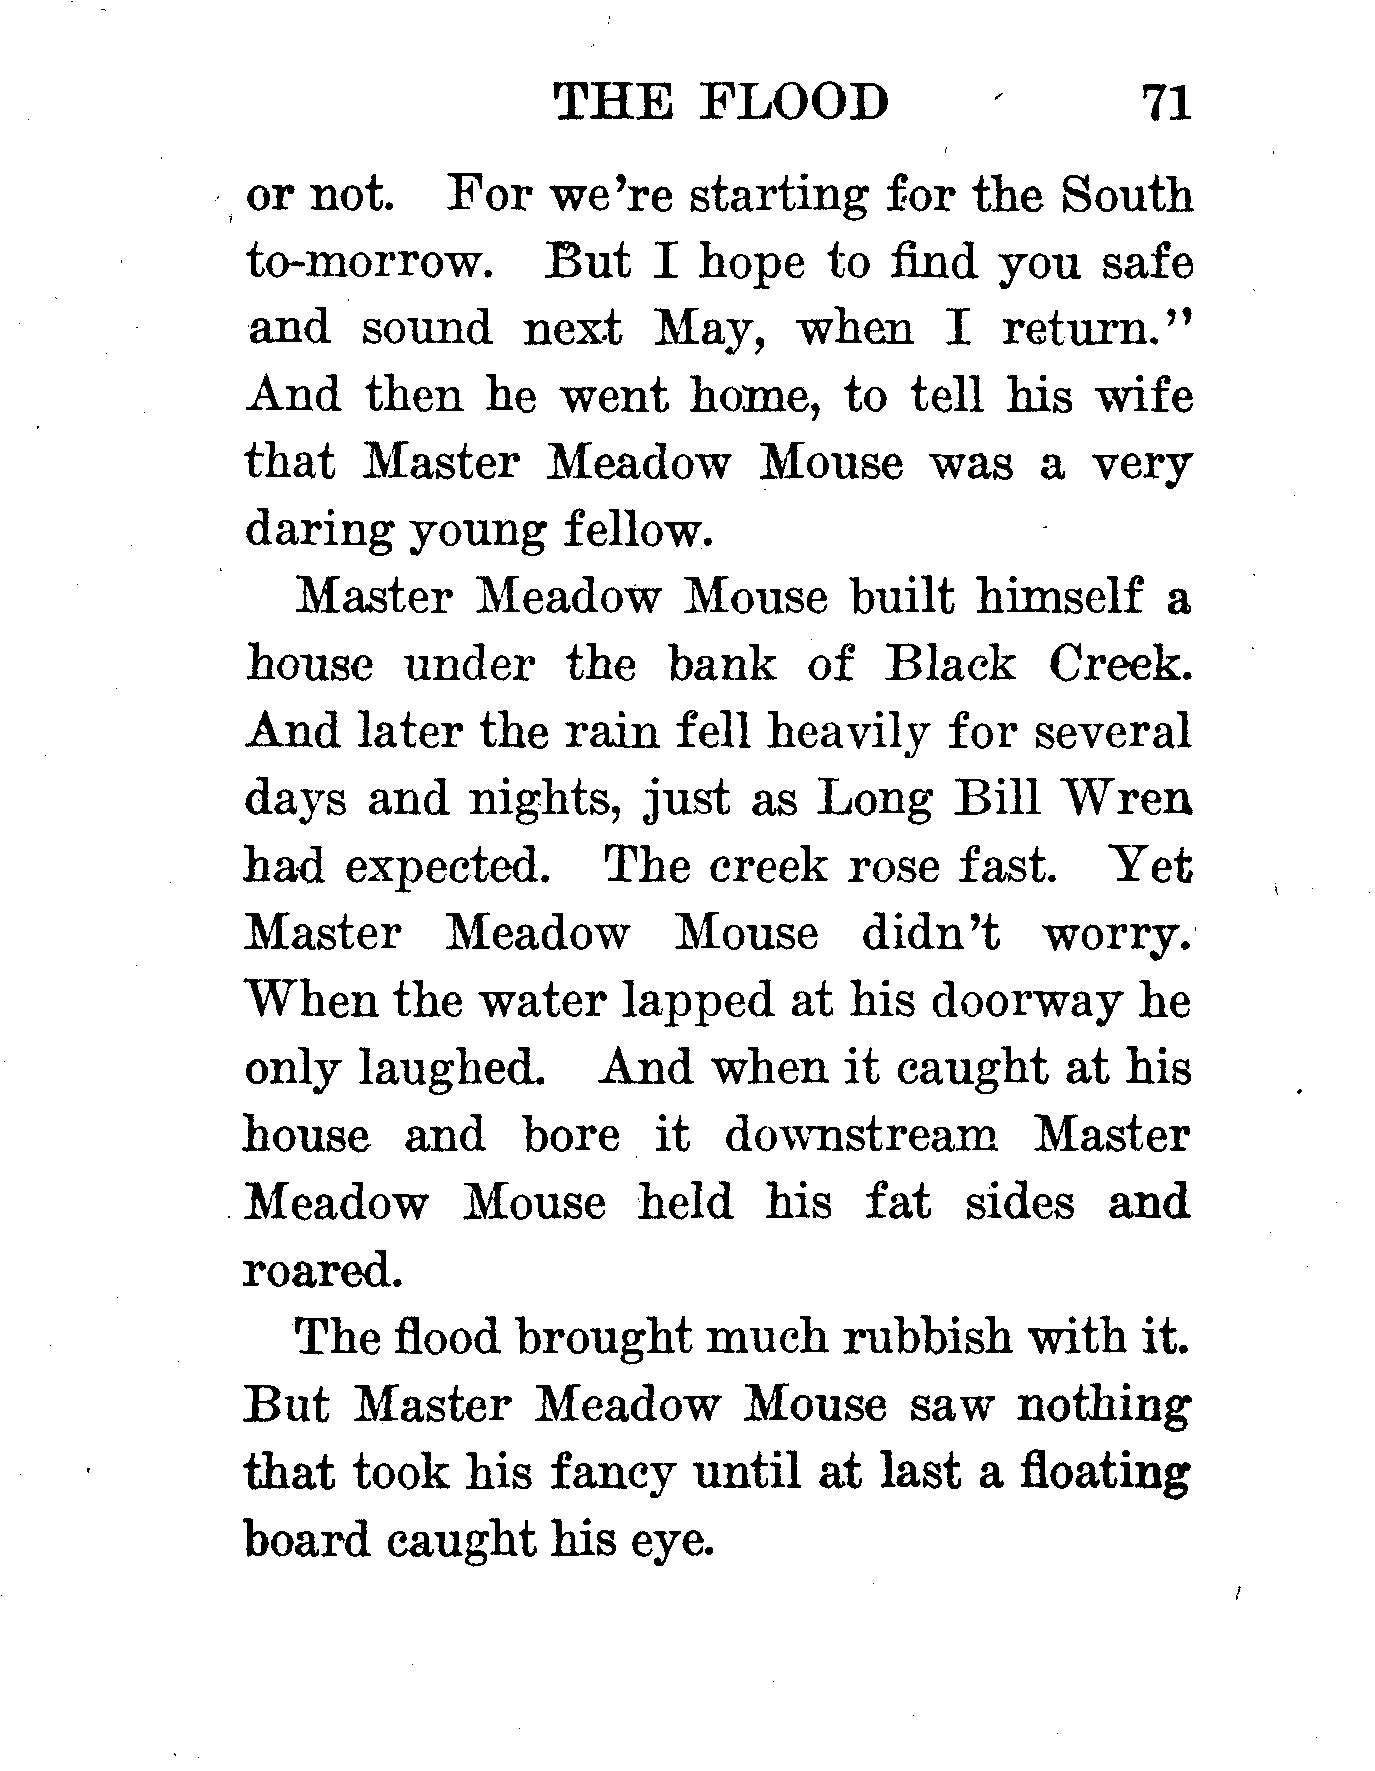 THE FLOOD 71
or not. For we're starting for the South
to-morrow. But I hope to find you safe
and sound next May, when I return."
And then he went home, to tell his wife
that Master Meadow Mouse was a very
daring young fellow.
Master Meadow Mouse built himself a
house under the bank of Black Creek.
And later the rain fell heavily for several
days and nights, just as Long Bill Wren
had expected. The creek rose fast. Yet
Master Meadow Mouse didn't worry.
When the water lapped at his doorway he
only laughed. And when it caught at his
house and bore it downstream Master
Meadow Mouse held his fat sides and
roared.
The flood brought much rubbish with it.
But Master Meadow Mouse saw nothing
that took his fancy until at last a floating
board caught his eye.